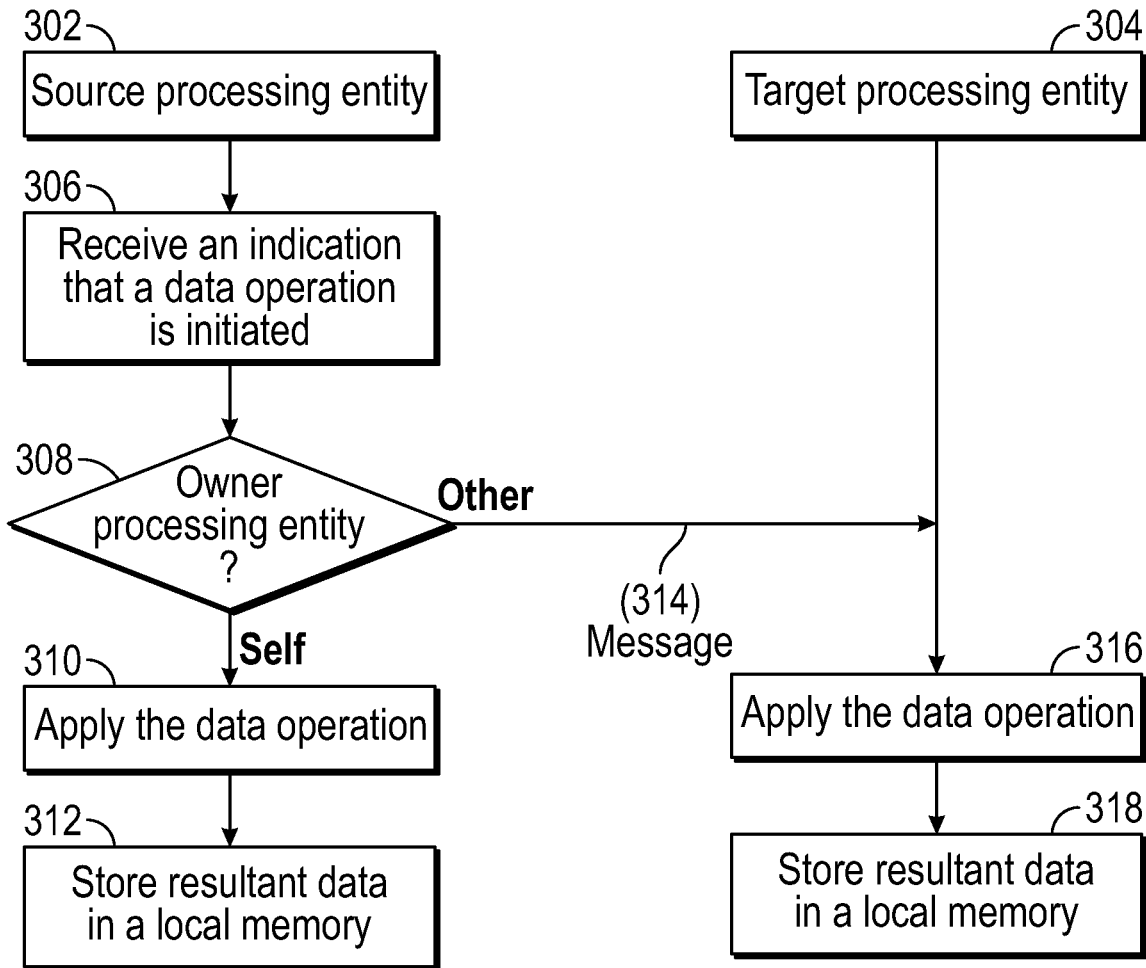 302
304
Source processing entity
Target processing entity
306
Receive an indication
that a data operation
is initiated
308
Owner
processing entity
?
Other
(314)
Message
Self
310
316
Apply the data operation
Apply the data operation
312
318
Store resultant data
in a local memory
Store resultant data
in a local memory